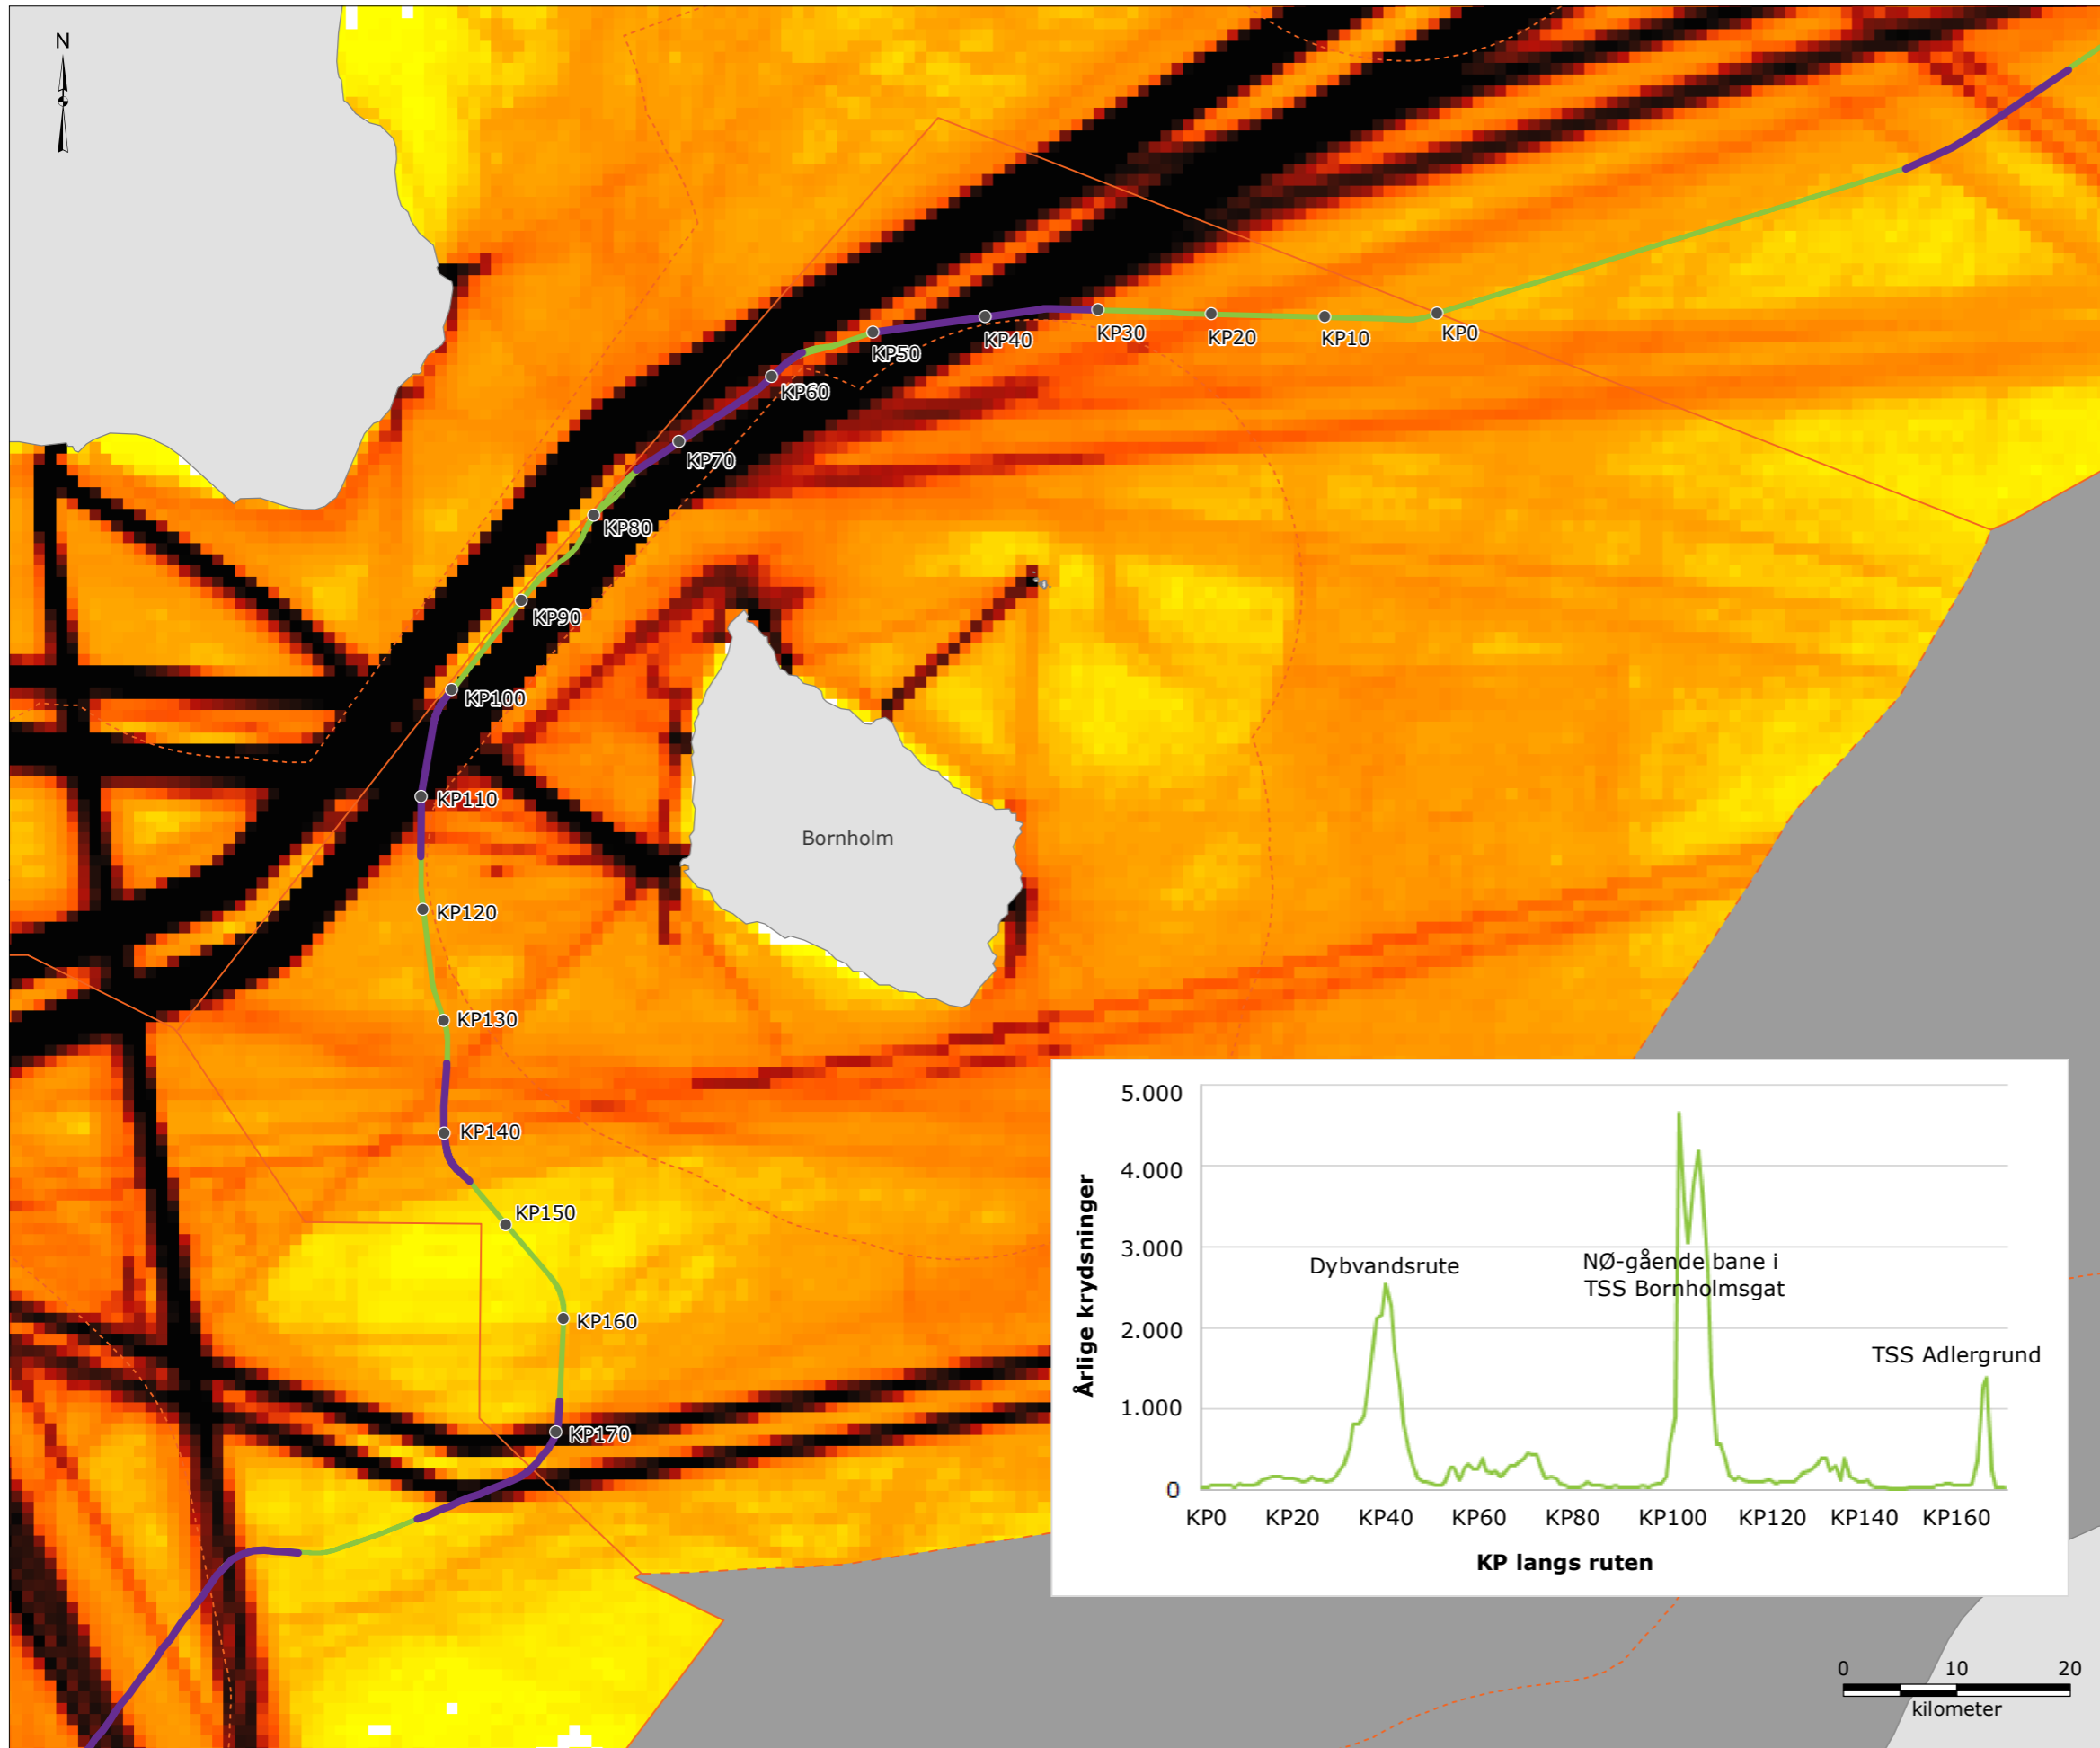 N
KP0
KP10
KP20
KP30
KP40
KP50
KP60
KP70
KP80
KP90
KP100
KP110
Bornholm
KP120
KP130
KP140
KP150
KP160
KP170
5.000
4.000
3.000
2.000
1.000
0
Årlige krydsninger
Dybvandsrute
NØ-gående bane i
TSS Bornholmsgat
TSS Adlergrund
KP0 KP20 KP40 KP60 KP80 KP100 KP120 KP140 KP160
KP langs ruten
0 10 20
kilometer